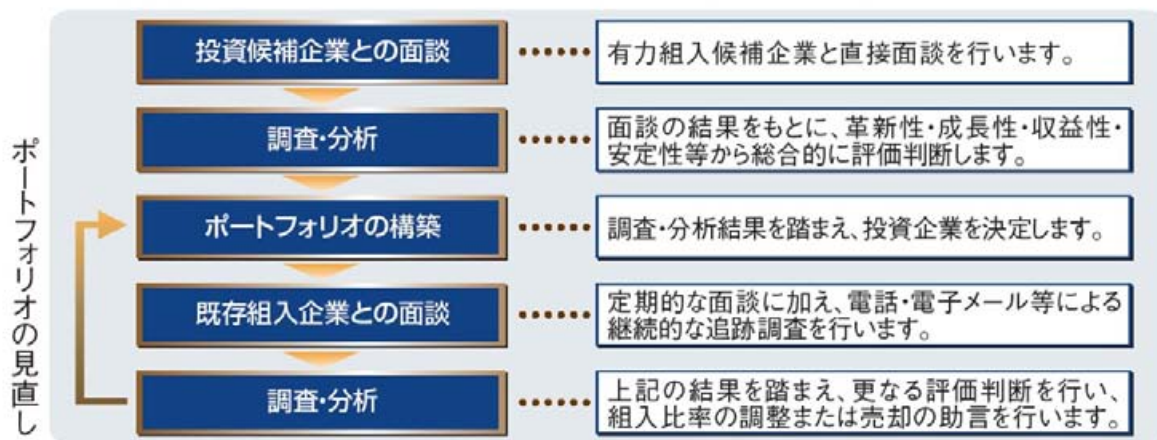 投資候補企業との面談
有力組入候補企業と直接面談を行います。
調査・分析
面談の結果をもとに、革新性・成長性・収益性・
安定性等から総合的に評価判断します。
ポートフォリオの構築
調査・分析結果を踏まえ、投資企業を決定します。
既存組入企業との面談
定期的な面談に加え、電話・電子メール等による
継続的な追跡調査を行います。
調査・分析
上記の結果を踏まえ、更なる評価判断を行い、
組入比率の調整または売却の助言を行います。
ポートフォリオの見直し